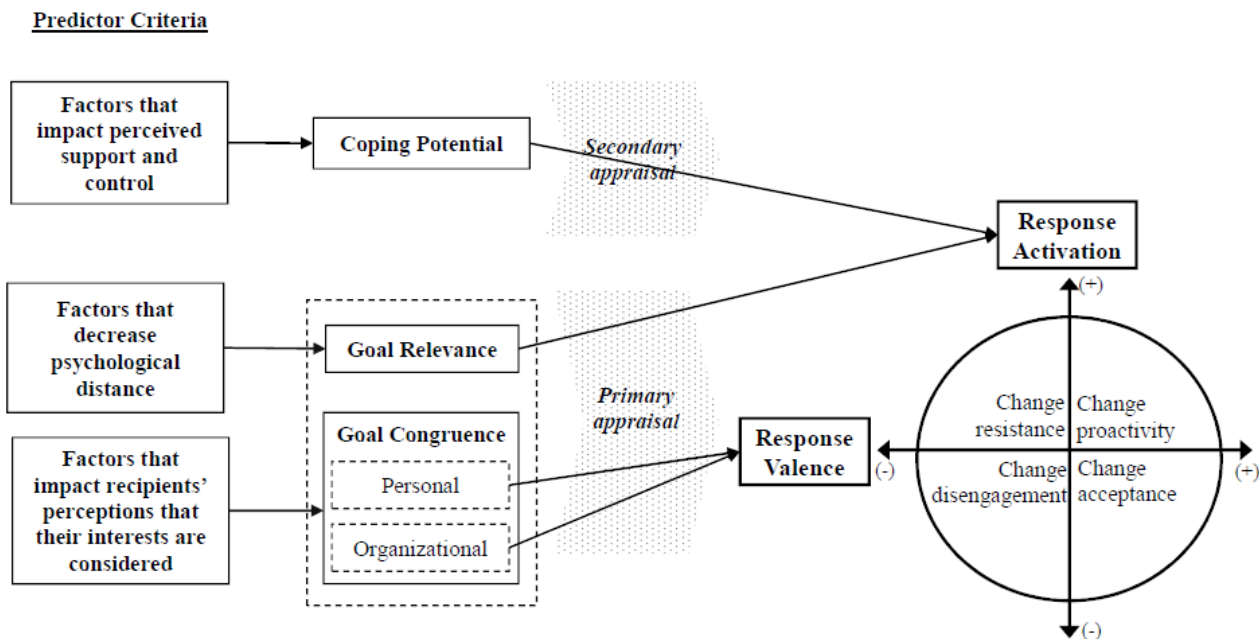 Predictor Criteria
Factors that
impact perceived
support and
control
Coping Potential
Secondary
appraisal
Response
Activation
Factors that
decrease
psychological
distance
Goal Relevance
Primary
appraisal
Factors that
impact recipients’
perceptions that
their interests are
considered
Goal Congruence
Personal
Organizational
Response
Valence
(+)
(-)
Change
resistance
Change
proactivity
Change
disengagement
Change
acceptance
(+)
(-)